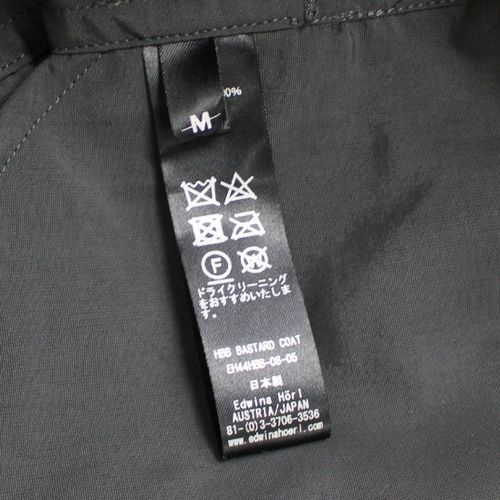 00%
M
F
W
ドライクリーニング
をおすすめいたしま
す。
HBB BASTARD COAT
EH44HBB-08-05
日本製
Edwina Hörl
AUSTRIA/JAPAN
81-(0)3-3706-3536
www.edwinahoerl.com